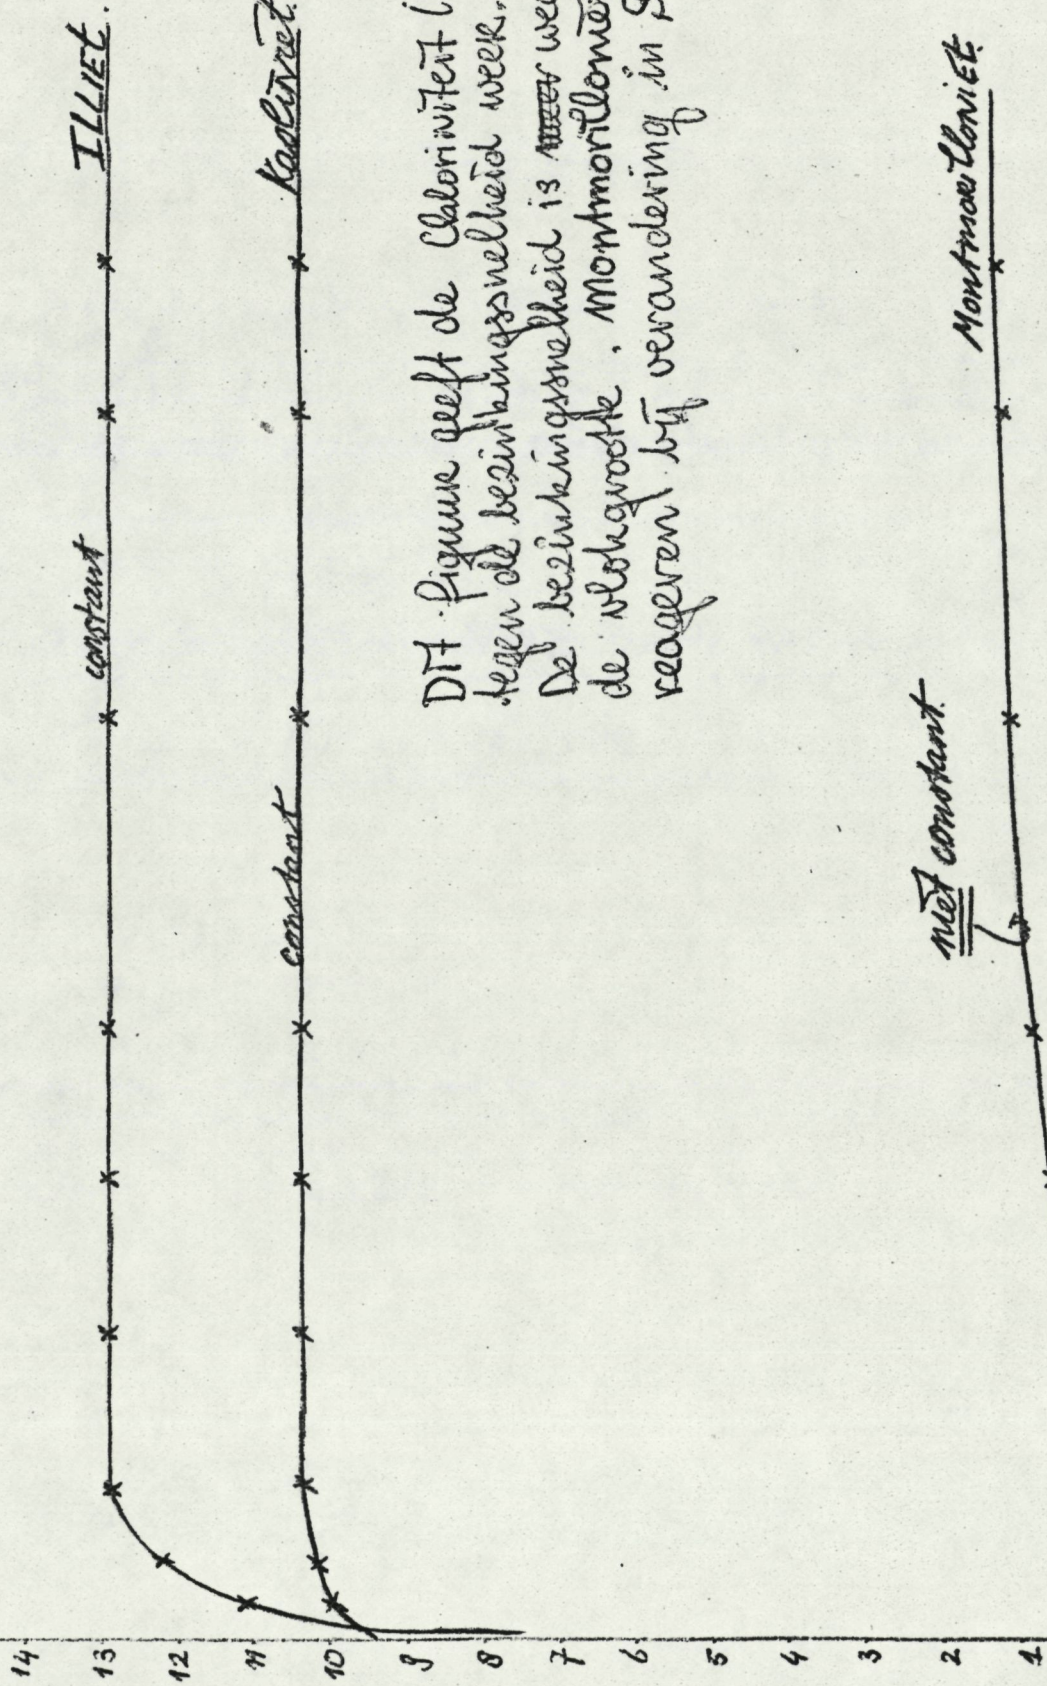 ILLIET.
constant
Kaoliniet.
constant
DIT figuur geeft de Chloriniteit i
tegen de bezinkingssnelheid week.
De bezinkingssnelheid is wee
de vlokgrootte. Montmorillonie
reageren bij verandering in S
Montmorilloniet.
niet constant.
14
13
12
11
10
9
8
7
6
5
4
3
2
1